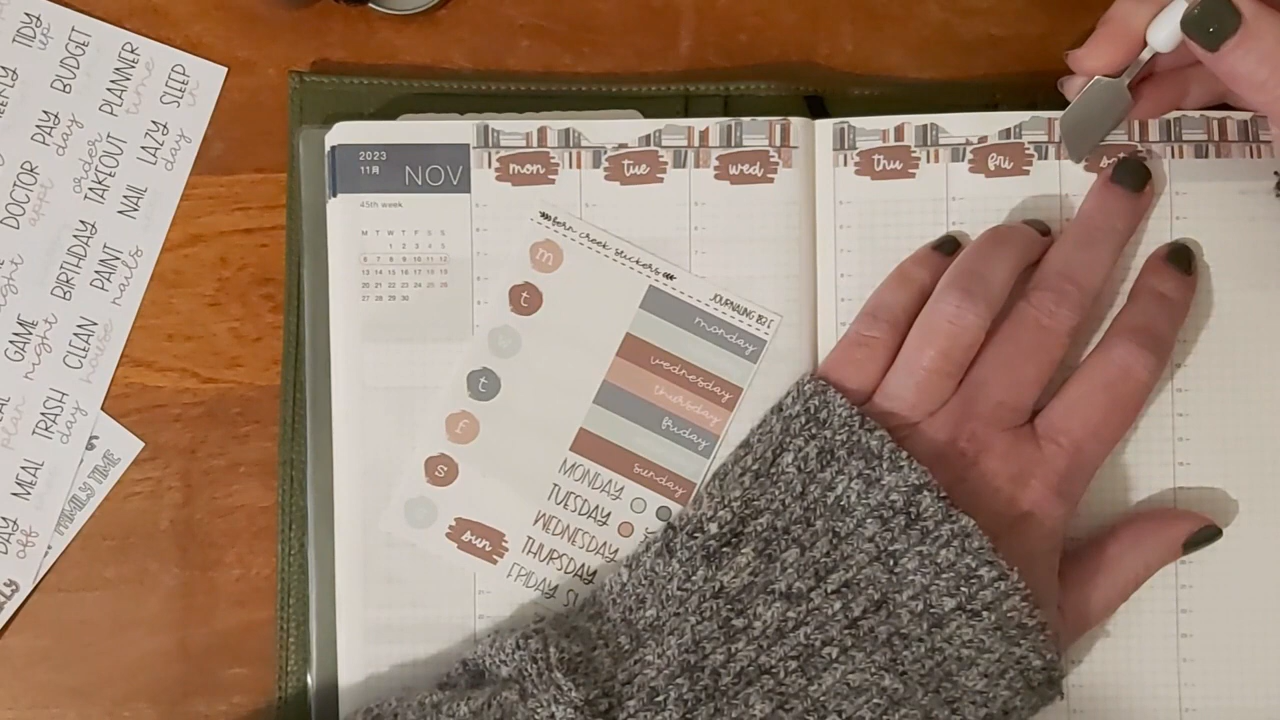 TIDY up
BUDGET
PAY day
PLANNER time
DOCTOR appt
order TAKEOUT
SLEEP in
LAZY day
BIRTHDAY
NAIL
GAME night
PAINT nails
CLEAN house
MEAL plan
TRASH day
MEAL
DAY off
FAMILY TIME
2023
11月
NOV
45th week
M T W T F S S
1 2 3 4 5
6 7 8 9 10 11 12
13 14 15 16 17 18 19
20 21 22 23 24 25 26
27 28 29 30
mon
tue
wed
thu
fri
fern creek stickers
JOURNALING
m
t
w
t
f
s
sun
monday
wednesday
thursday
friday
sunday
MONDAY
TUESDAY
WEDNESDAY
THURSDAY
FRIDAY